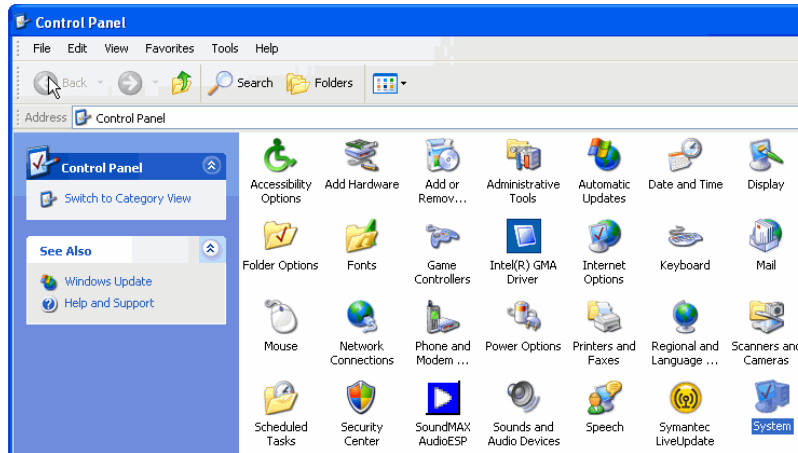 Control Panel
File Edit View Favorites Tools Help
Back Search Folders
Address Control Panel
Control Panel
Switch to Category View
See Also
Windows Update
Help and Support
Accessibility Options
Add Hardware
Add or Remov...
Administrative Tools
Automatic Updates
Date and Time
Display
Folder Options
Fonts
Game Controllers
Intel(R) GMA Driver
Internet Options
Keyboard
Mail
Mouse
Network Connections
Phone and Modem ...
Power Options
Printers and Faxes
Regional and Language ...
Scanners and Cameras
Scheduled Tasks
Security Center
SoundMAX AudioESP
Sounds and Audio Devices
Speech
Symantec LiveUpdate
System